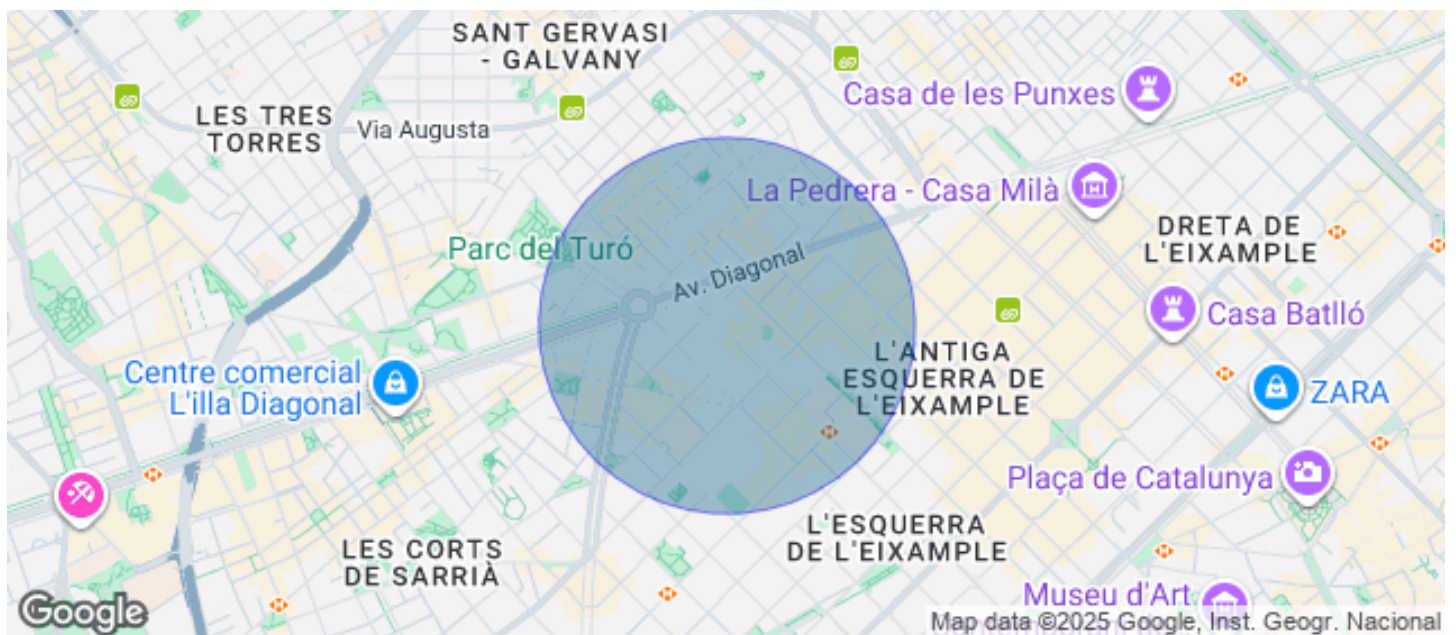 SANT GERVASI
- GALVANY
Casa de les Punxes
LES TRES
TORRES
Via Augusta
La Pedrera - Casa Milà
DRETA DE
L'EIXAMPLE
Parc del Turó
Av. Diagonal
Casa Batlló
L'ANTIGA
ESQUERRA DE
L'EIXAMPLE
Centre comercial
L'illa Diagonal
ZARA
Plaça de Catalunya
L'ESQUERRA
DE L'EIXAMPLE
LES CORTS
DE SARRIÀ
Museu d'Art
Google
Map data ©2025 Google, Inst. Geogr. Nacional